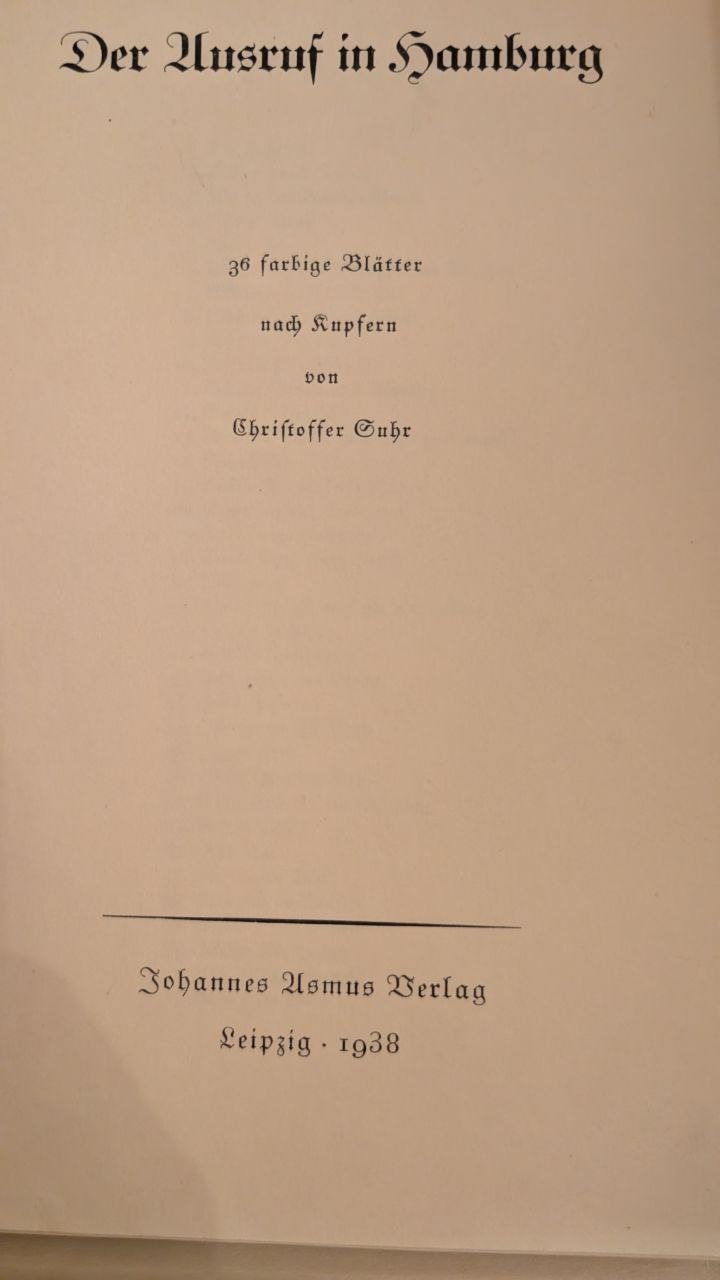 Der Ausruf in Hamburg
36 farbige Blätter
nach Kupfern
von
Chriſtoffer Suhr
Johannes Asmus Verlag
Leipzig · 1938